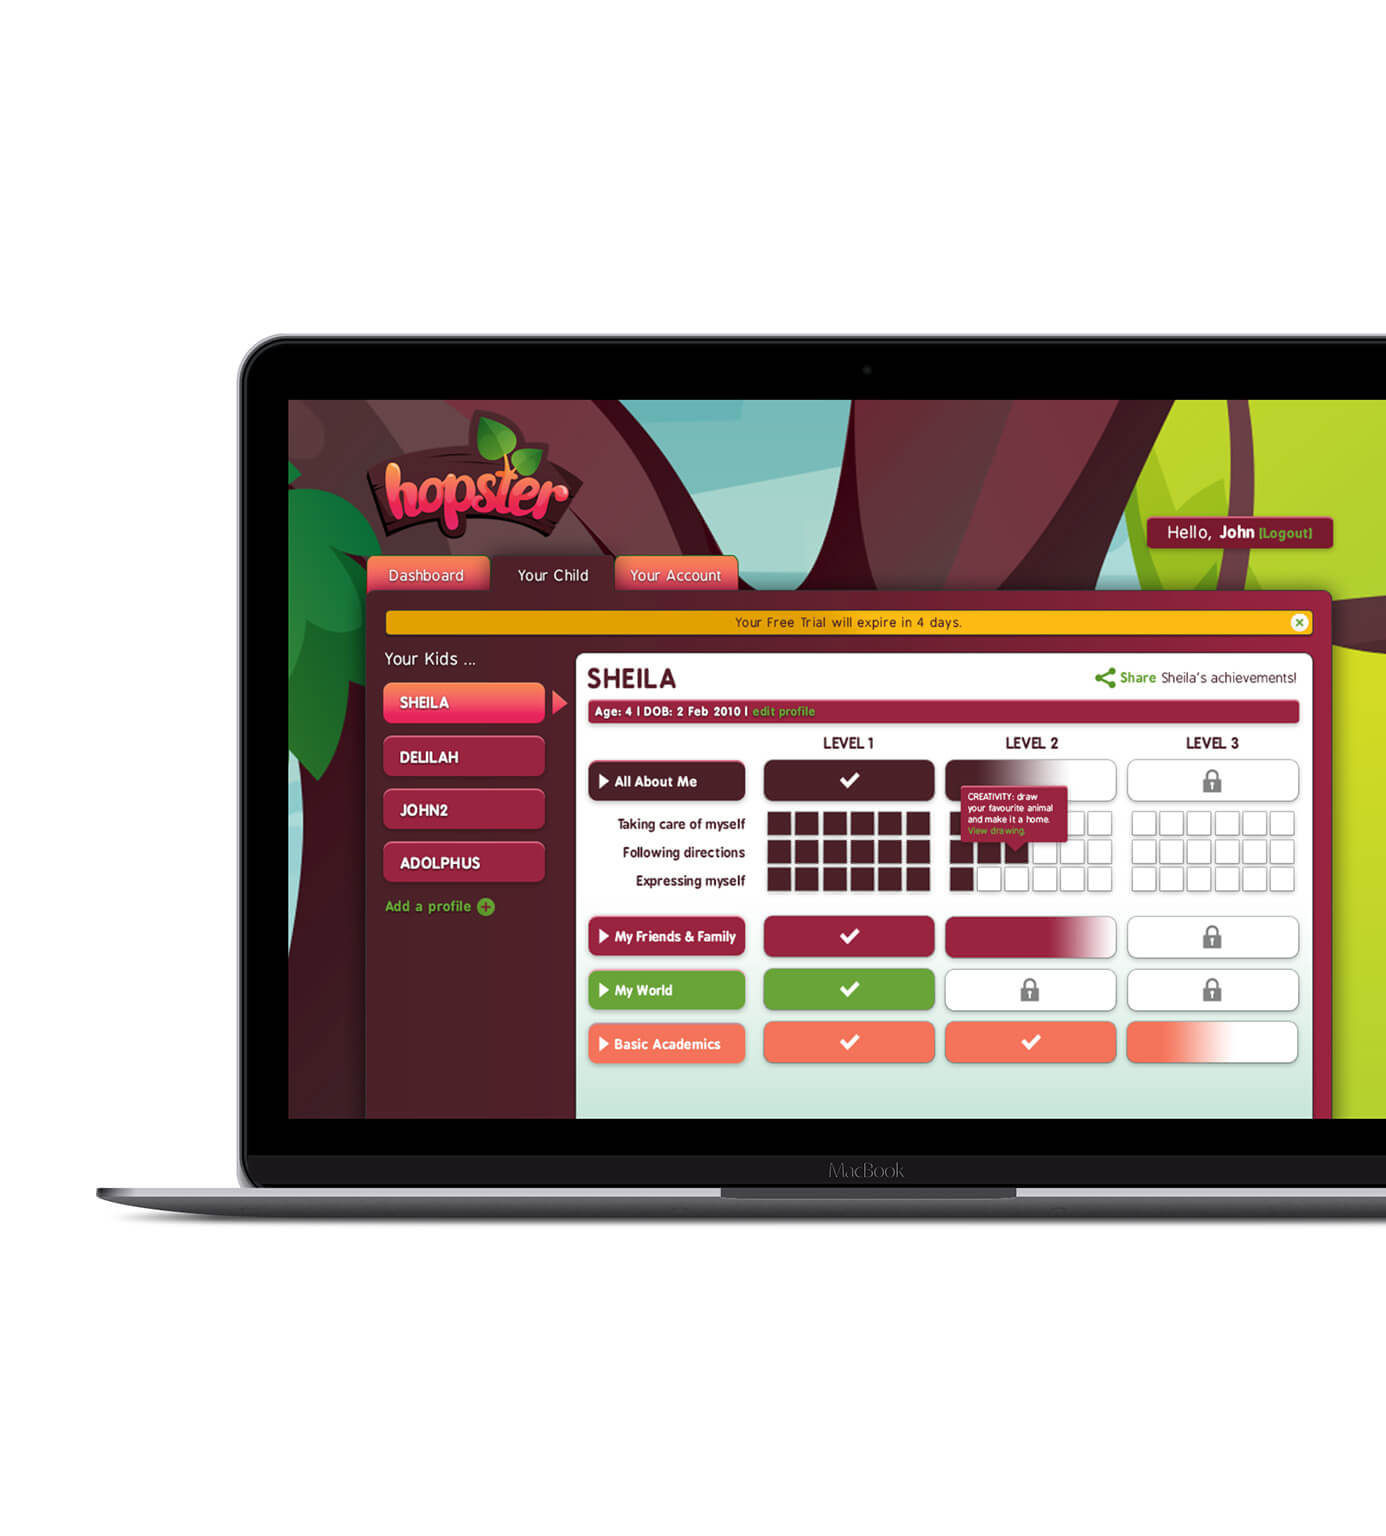 hopster
Hello, John [Logout]
Dashboard
Your Child
Your Account
Your Free Trial will expire in 4 days.
Your Kids ...
SHEILA
DELILAH
JOHN2
ADOLPHUS
Add a profile
SHEILA
Share Sheila's achievements!
Age: 4 | DOB: 2 Feb 2010 | edit profile
LEVEL 1
LEVEL 2
LEVEL 3
All About Me
CREATIVITY: draw
your favourite animal
and make it a home.
View drawing.
Taking care of myself
Following directions
Expressing myself
My Friends & Family
My World
Basic Academics
MacBook